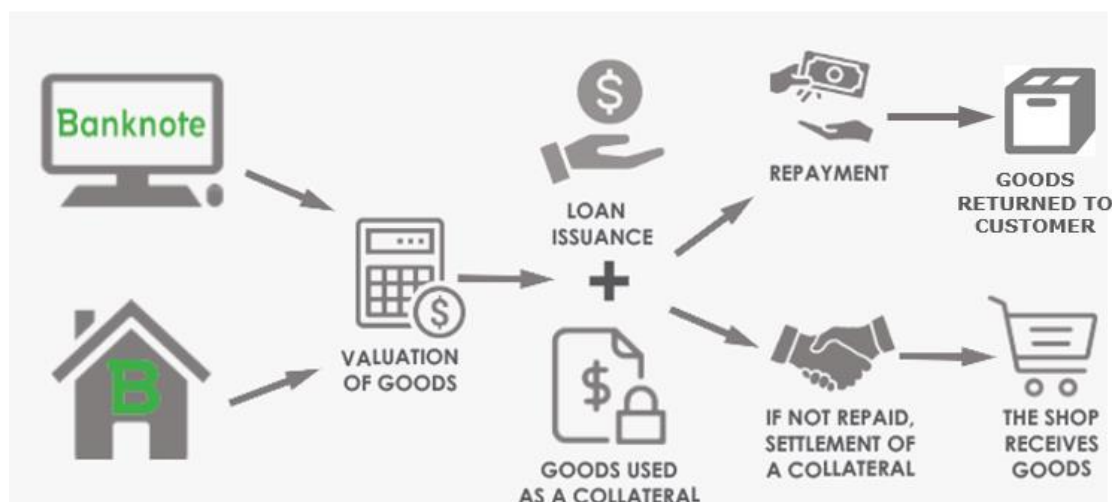 Banknote
B
VALUATION
OF GOODS
LOAN
ISSUANCE
+
GOODS USED
AS A COLLATERAL
REPAYMENT
GOODS
RETURNED TO
CUSTOMER
IF NOT REPAID,
SETTLEMENT OF
A COLLATERAL
THE SHOP
RECEIVES
GOODS
$
$
$